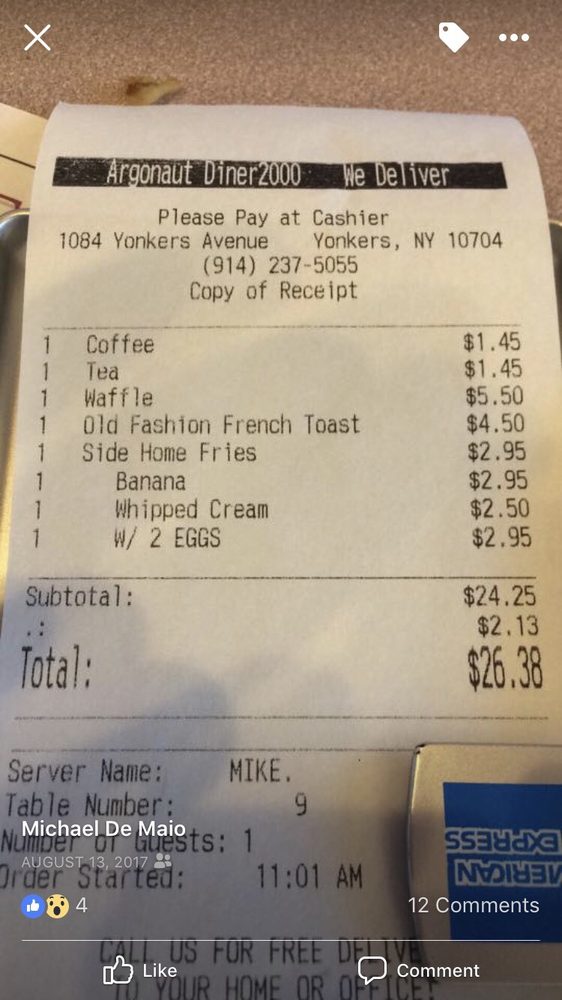 Argonaut Diner2000 We Deliver
Please Pay at Cashier
1084 Yonkers Avenue Yonkers, NY 10704
(914) 237-5055
Copy of Receipt
1 Coffee $1.45
1 Tea $1.45
1 Waffle $5.50
1 Old Fashion French Toast $4.50
1 Side Home Fries $2.95
1 Banana $2.95
1 Whipped Cream $2.50
1 W/ 2 EGGS $2.95
Subtotal: $24.25
.: $2.13
Total: $26.38
Server Name: MIKE.
Table Number: 9
Michael De Maio
Number of Guests: 1
AUGUST 13, 2017
Order Started: 11:01 AM
AMERICAN EXPRESS
4
12 Comments
CALL US FOR FREE DELIVE
TO YOUR HOME OR OFFICE!
Like
Comment